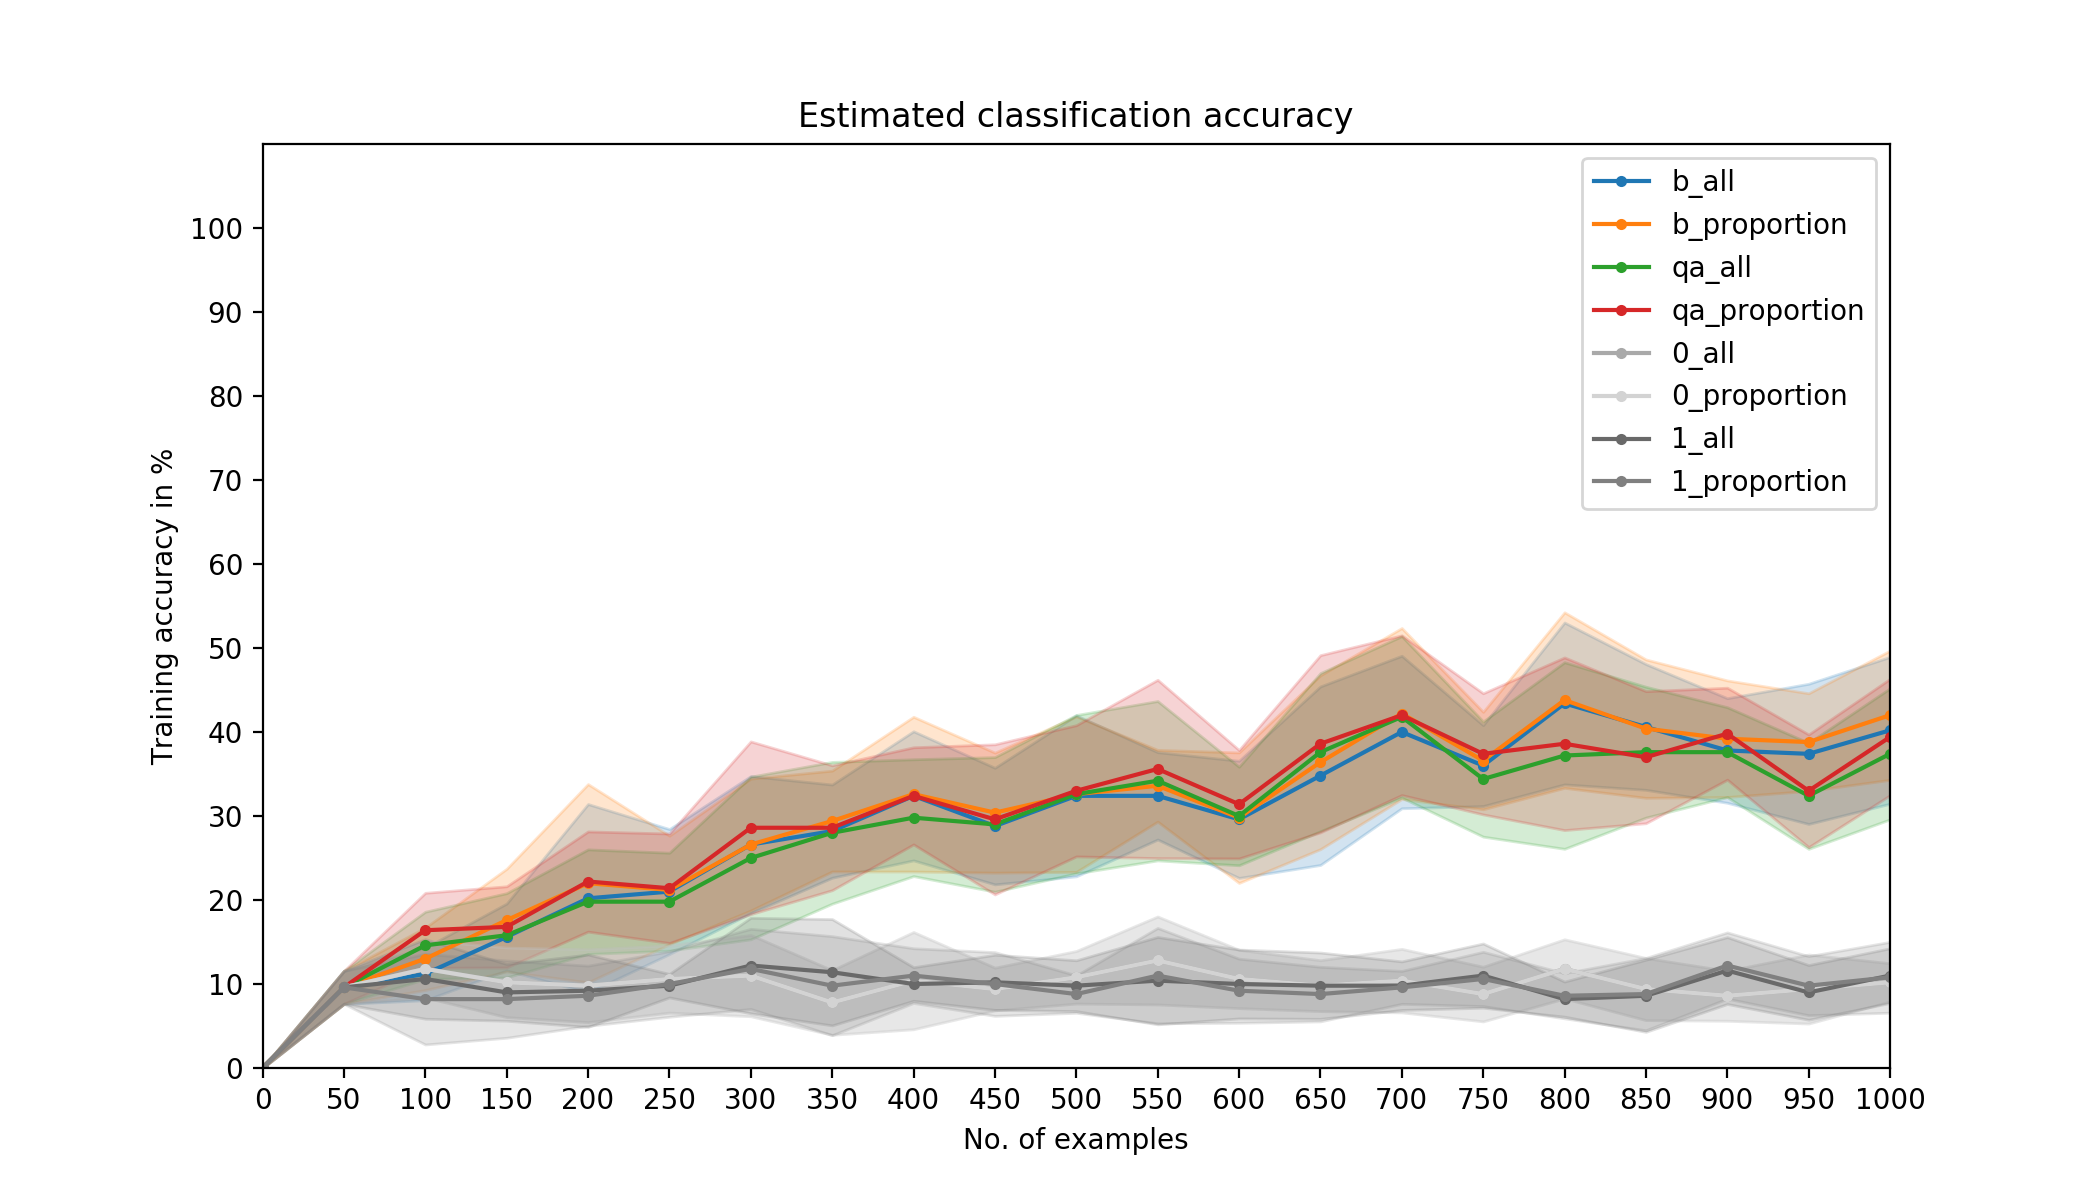 Estimated classification accuracy
Training accuracy in %
100
90
80
70
60
50
40
30
20
10
0
b_all
b_proportion
qa_all
qa_proportion
0_all
0_proportion
1_all
1_proportion
0 50 100 150 200 250 300 350 400 450 500 550 600 650 700 750 800 850 900 950 1000
No. of examples